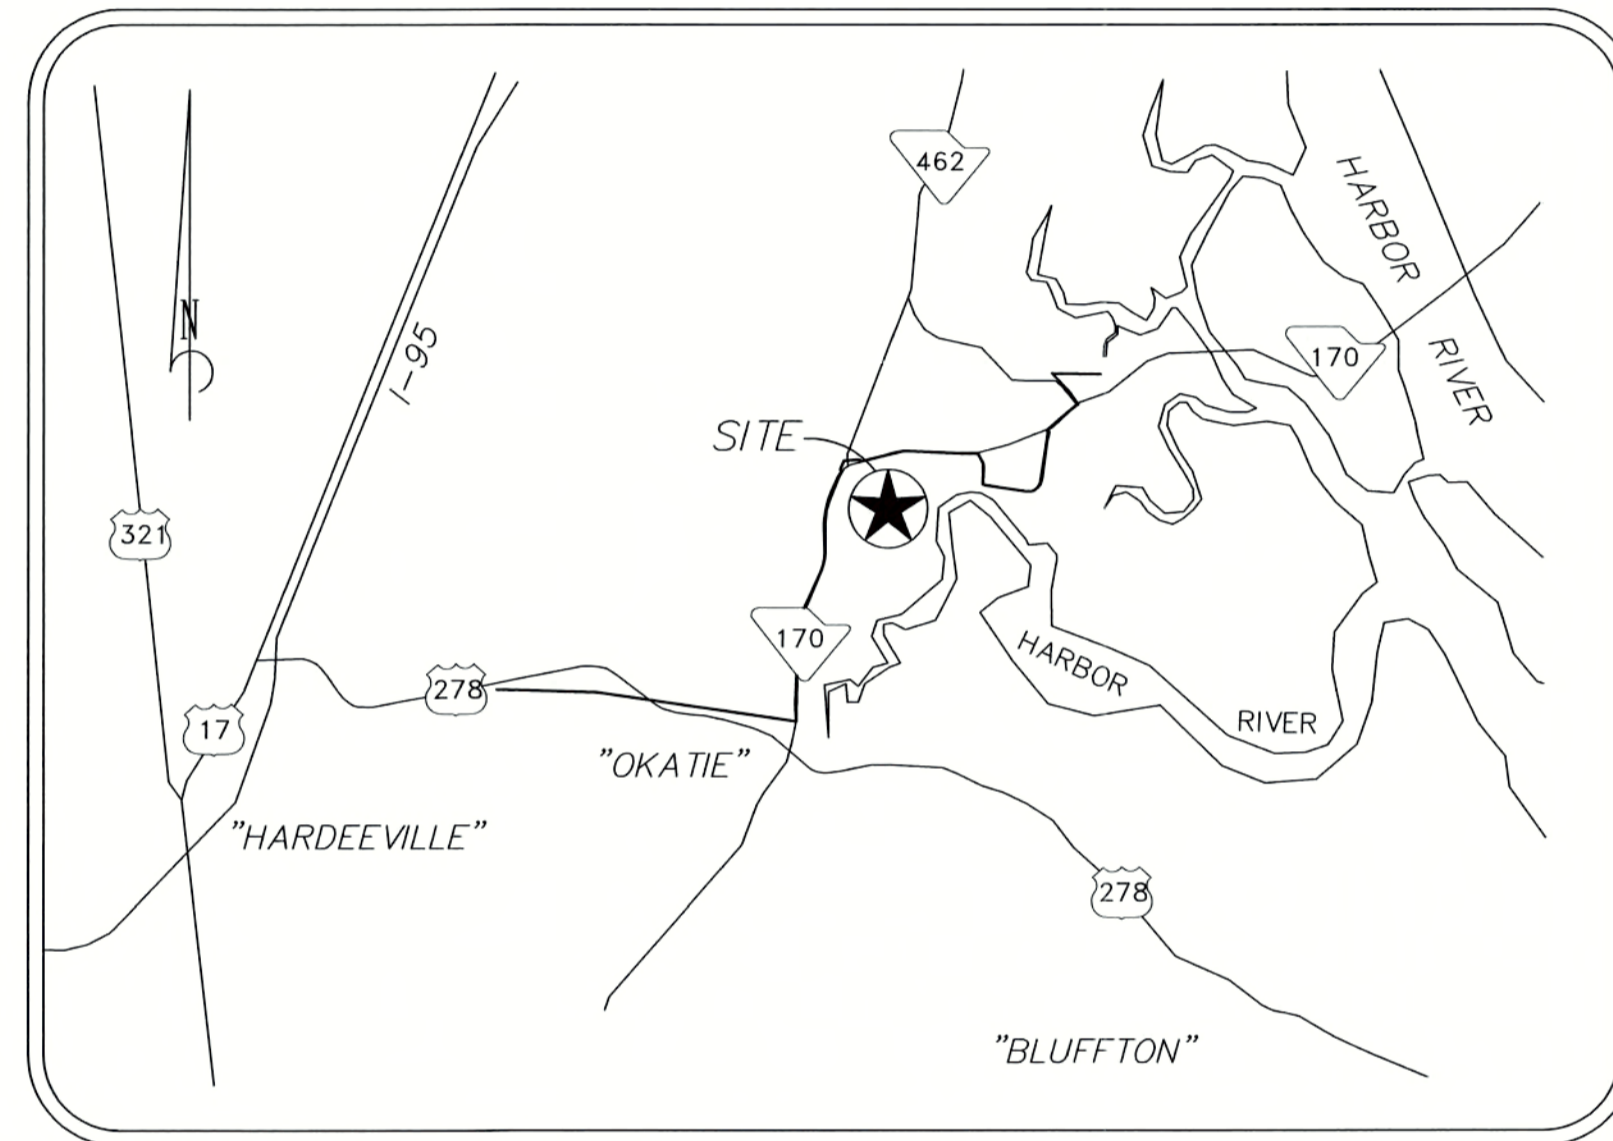 462
HARBOR
N
I-95
170
RIVER
SITE
321
170
HARBOR
278
17
RIVER
"OKATIE"
"HARDEEVILLE"
278
"BLUFFTON"